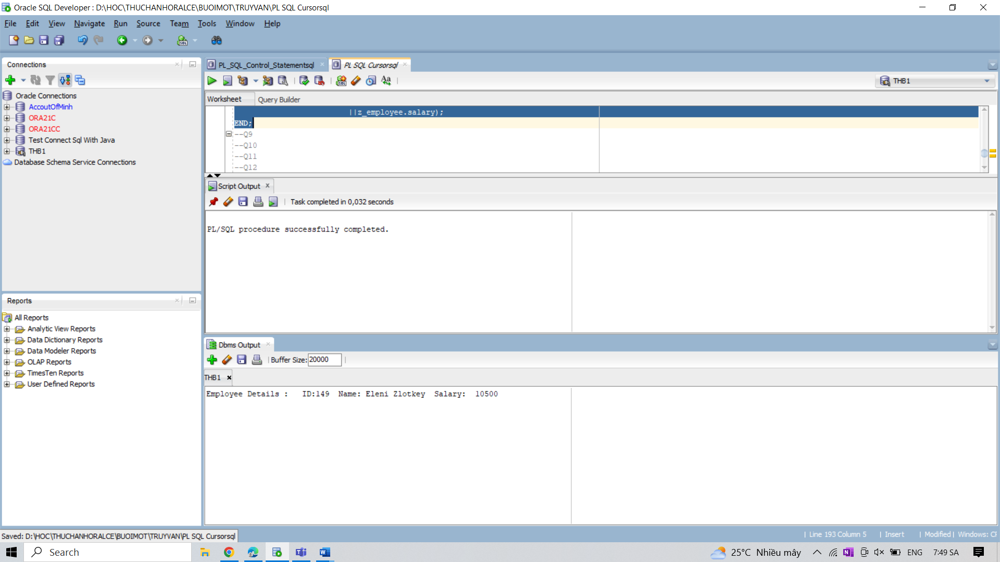 Oracle SQL Developer : D:\HOC\THUCHANHORALCE\BUOIMOT\TRUYVAN\PL SQL Cursorsql
File Edit View Navigate Run Source Team Tools Window Help
Connections
Oracle Connections
AccoutOfMinh
ORA21C
ORA21CC
Test Connect Sql With Java
THB1
Database Schema Service Connections
Reports
All Reports
Analytic View Reports
Data Dictionary Reports
Data Modeler Reports
OLAP Reports
TimesTen Reports
User Defined Reports
PL_SQL_Control_Statementsql
PL SQL Cursorsql
THB1
Worksheet Query Builder
||z_employee.salary);
END;
--Q9
--Q10
--Q11
--Q12
Script Output
Task completed in 0,032 seconds
PL/SQL procedure successfully completed.
Dbms Output
Buffer Size: 20000
THB1
Employee Details :   ID:149  Name: Eleni Zlotkey  Salary:  10500
Saved: D:\HOC\THUCHANHORALCE\BUOIMOT\TRUYVAN\PL SQL Cursorsql
| Line 193 Column 5 | Insert | Modified | Windows: CF
Search
25°C Nhiều mây
ENG
7:49 SA